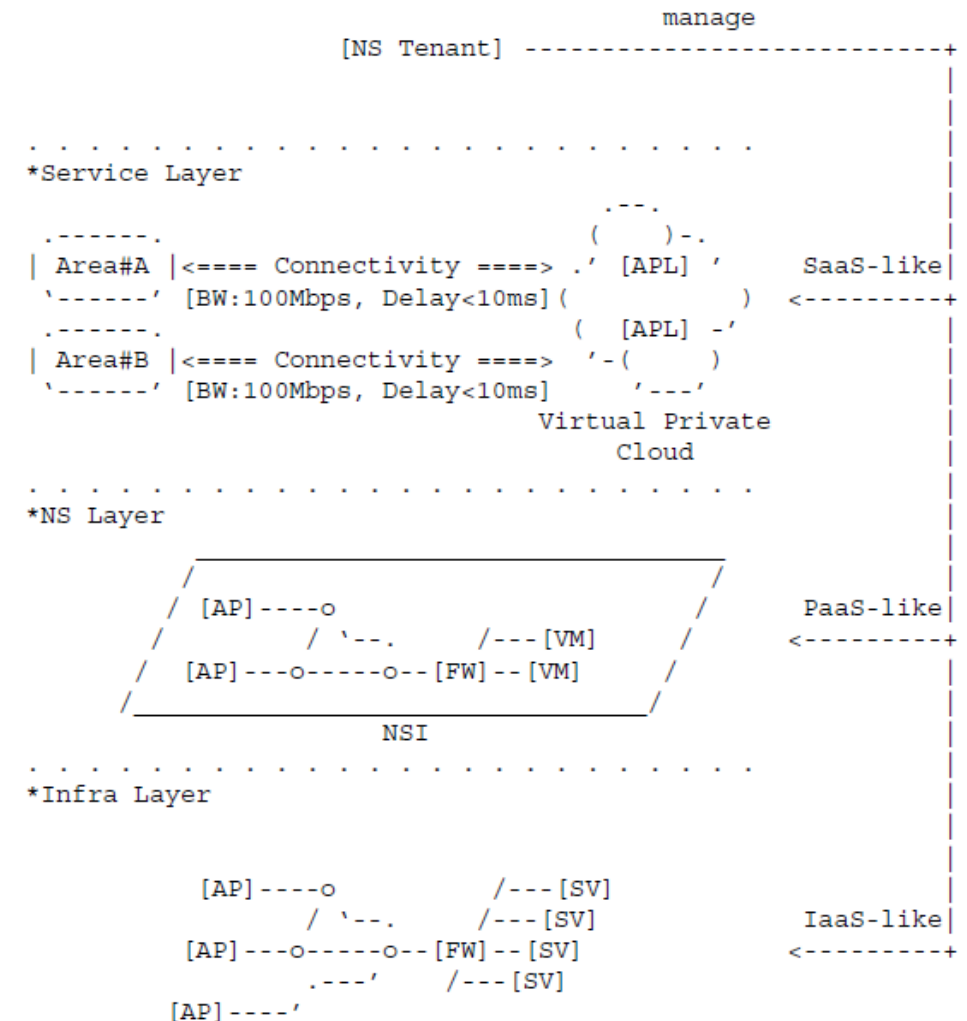 manage
                    [NS Tenant] ---------------------------+
                                                           |
                                                           |
. . . . . . . . . . . . . . . . . . . . . . . .            |
*Service Layer                                             |
                                     .--.                  |
 .------.                           (    )-.               |
| Area#A |<==== Connectivity ====> .’ [APL] ’     SaaS-like|
 ‘------’ [BW:100Mbps, Delay<10ms](           )  <---------+
 .------.                          (  [APL] -’             |
| Area#B |<==== Connectivity ====>  ’-(     )              |
 ‘------’ [BW:100Mbps, Delay<10ms]     ’---’               |
                                 Virtual Private           |
                                      Cloud                |
. . . . . . . . . . . . . . . . . . . . . . . .            |
*NS Layer                                                  |
           __________________________________              |
          /                                 /              |
         / [AP]----o                       /      PaaS-like|
        /         / ‘--.     /---[VM]     /      <---------+
       /  [AP]---o-----o--[FW]--[VM]     /                 |
      /_________________________________/                  |
                       NSI                                 |
. . . . . . . . . . . . . . . . . . . . . . . .            |
*Infra Layer                                               |
                                                           |
                                                           |
           [AP]----o          /---[SV]                     |
                  / ‘--.     /---[SV]             IaaS-like|
          [AP]---o-----o--[FW]--[SV]             <---------+
                  .---’    /---[SV]
         [AP]----’